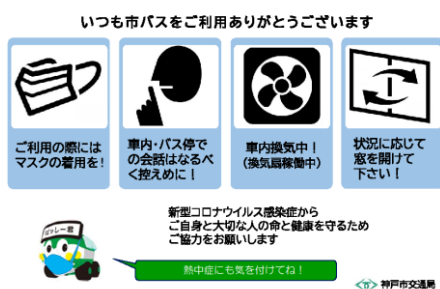 いつも市バスをご利用ありがとうございます
ご利用の際には
マスクの着用を！
車内・バス停で
の会話はなるべ
く控えめに！
車内換気中！
（換気扇稼働中）
状況に応じて
窓を開けて
下さい！
新型コロナウイルス感染症から
ご自身と大切な人の命と健康を守るため
ご協力をお願いします
熱中症にも気を付けてね！
神戸市交通局